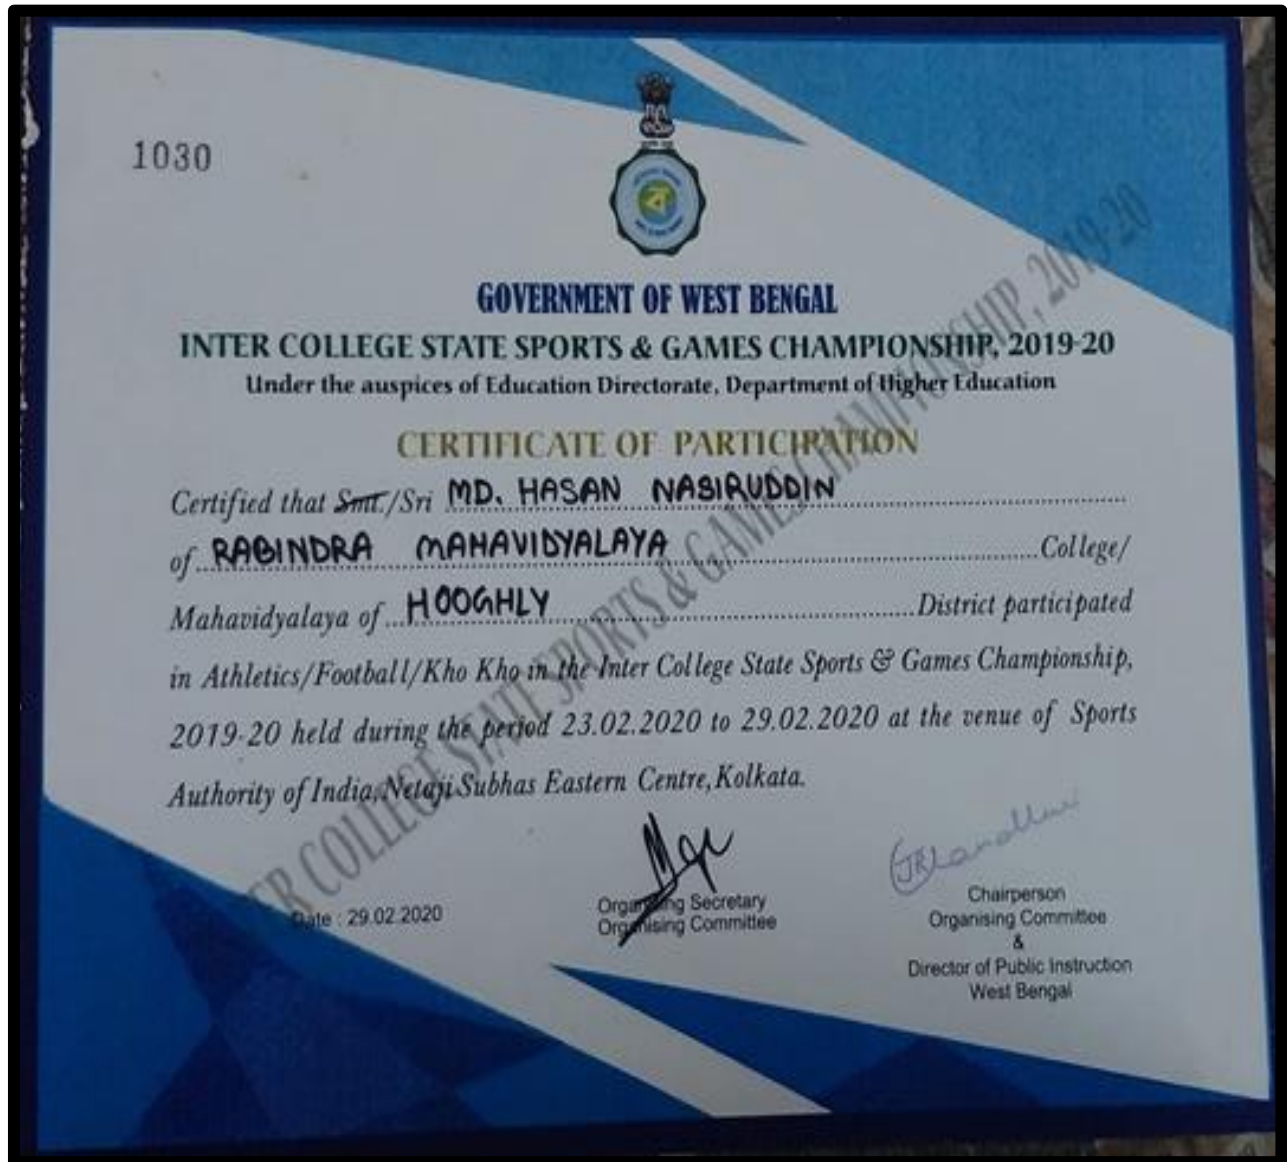 1030
GOVERNMENT OF WEST BENGAL
INTER COLLEGE STATE SPORTS & GAMES CHAMPIONSHIP, 2019-20
Under the auspices of Education Directorate, Department of Higher Education
CERTIFICATE OF PARTICIPATION
Certified that Smt./Sri MD. HASAN NASIRUDDIN
of RABINDRA MAHAVIDYALAYA College/
Mahavidyalaya of HOOGHLY District participated
in Athletics/Football/Kho Kho in the Inter College State Sports & Games Championship,
2019-20 held during the period 23.02.2020 to 29.02.2020 at the venue of Sports
Authority of India, Netaji Subhas Eastern Centre, Kolkata.
Date : 29.02.2020
Organising Secretary
Organising Committee
Chairperson
Organising Committee
&
Director of Public Instruction
West Bengal
COLLEGE STATE SPORTS & GAMES CHAMPIONSHIP, 2019-20